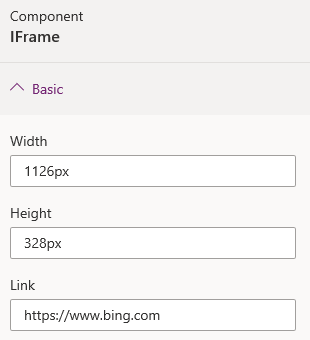 Component
IFrame
Basic
Width
1126px
Height
328px
Link
https://www.bing.com